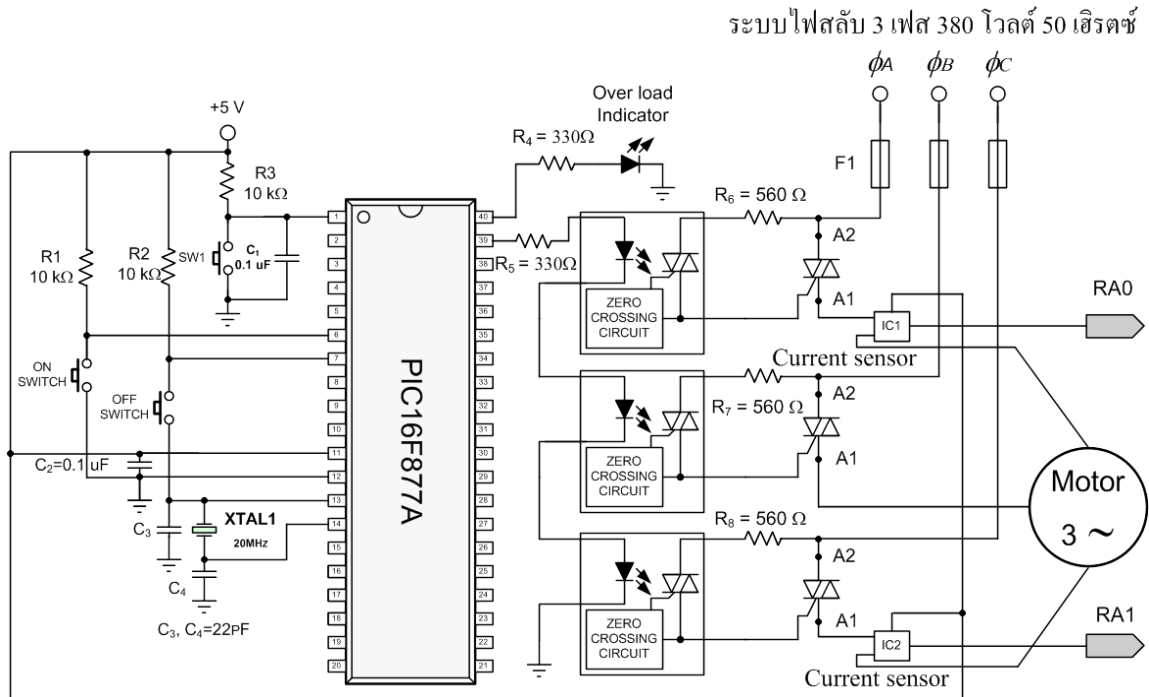 ระบบไฟสลับ 3 เฟส 380 โวลต์ 50 เฮิรตซ์
ϕA
ϕB
ϕC
+5 V
Over load
Indicator
R4 = 330Ω
F1
R3
10 kΩ
R1
10 kΩ
R2
10 kΩ
SW1
C1
0.1 uF
R5 = 330Ω
R6 = 560 Ω
A2
A1
ZERO
CROSSING
CIRCUIT
IC1
RA0
Current sensor
ON
SWITCH
OFF
SWITCH
PIC16F877A
1
2
3
4
5
6
7
8
9
10
11
12
13
14
15
16
17
18
19
20
40
39
38
37
36
35
34
33
32
31
30
29
28
27
26
25
24
23
22
21
R7 = 560 Ω
A2
A1
ZERO
CROSSING
CIRCUIT
Motor
3 ~
C2=0.1 uF
C3
XTAL1
20MHz
C4
C3, C4=22PF
R8 = 560 Ω
A2
A1
ZERO
CROSSING
CIRCUIT
IC2
RA1
Current sensor